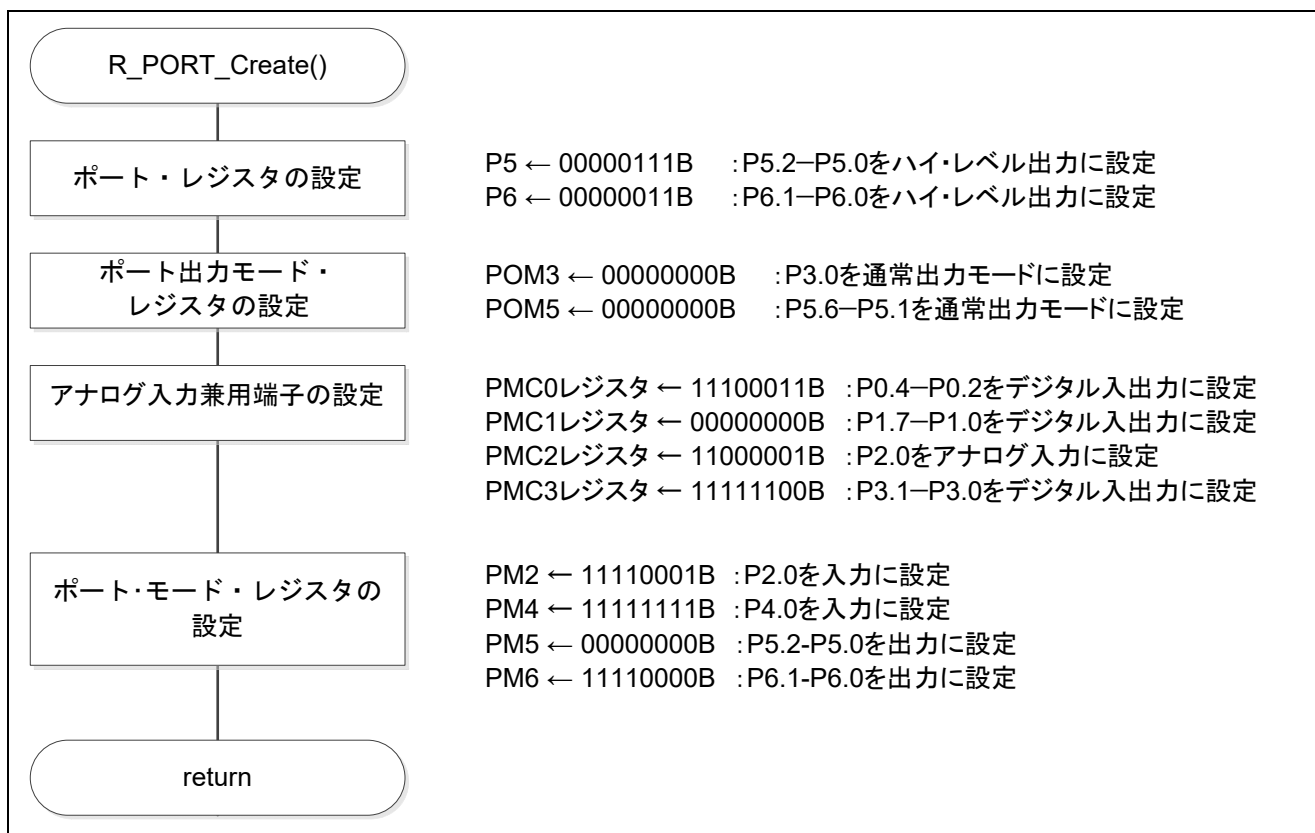 R_PORT_Create()
ポート・レジスタの設定
P5 ← 00000111B :P5.2–P5.0をハイ・レベル出力に設定
P6 ← 00000011B :P6.1–P6.0をハイ・レベル出力に設定
ポート出力モード・
レジスタの設定
POM3 ← 00000000B :P3.0を通常出力モードに設定
POM5 ← 00000000B :P5.6–P5.1を通常出力モードに設定
アナログ入力兼用端子の設定
PMC0レジスタ ← 11100011B :P0.4–P0.2をデジタル入出力に設定
PMC1レジスタ ← 00000000B :P1.7–P1.0をデジタル入出力に設定
PMC2レジスタ ← 11000001B :P2.0をアナログ入力に設定
PMC3レジスタ ← 11111100B :P3.1–P3.0をデジタル入出力に設定
ポート・モード・レジスタの
設定
PM2 ← 11110001B :P2.0を入力に設定
PM4 ← 11111111B :P4.0を入力に設定
PM5 ← 00000000B :P5.2-P5.0を出力に設定
PM6 ← 11110000B :P6.1-P6.0を出力に設定
return